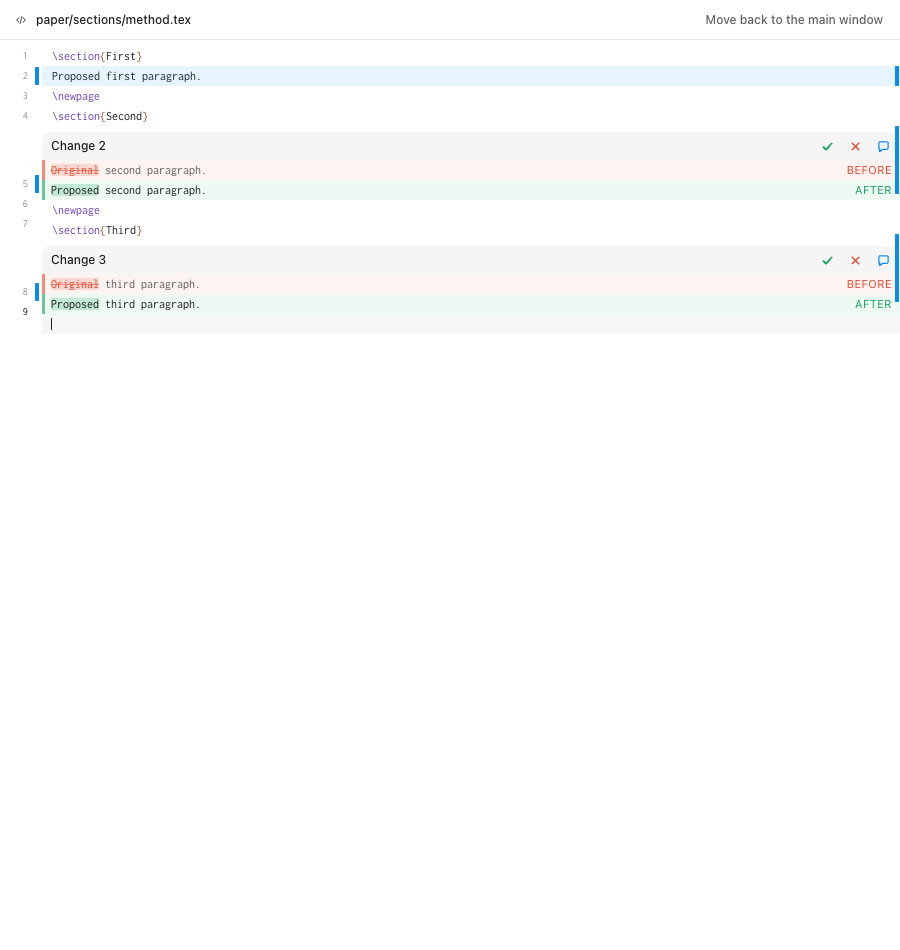 paper/sections/method.tex
Move back to the main window
1 \section{First}
2 Proposed first paragraph.
3 \newpage
4 \section{Second}
Change 2
Original second paragraph. BEFORE
5 Proposed second paragraph. AFTER
6 \newpage
7 \section{Third}
Change 3
Original third paragraph. BEFORE
8 Proposed third paragraph. AFTER
9